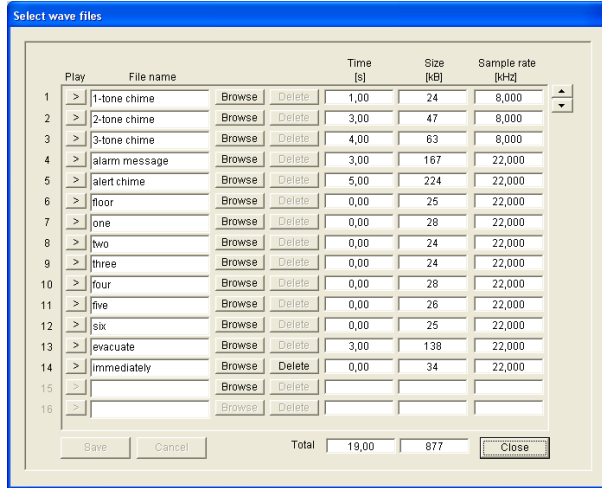 Select wave files
Time Size Sample rate
Play File name [s] [kB] [kHz]
1 > 1-tone chime Browse Delete 1,00 24 8,000
2 > 2-tone chime Browse Delete 3,00 47 8,000
3 > 3-tone chime Browse Delete 4,00 63 8,000
4 > alarm message Browse Delete 3,00 167 22,000
5 > alert chime Browse Delete 5,00 224 22,000
6 > floor Browse Delete 0,00 25 22,000
7 > one Browse Delete 0,00 28 22,000
8 > two Browse Delete 0,00 24 22,000
9 > three Browse Delete 0,00 24 22,000
10 > four Browse Delete 0,00 28 22,000
11 > five Browse Delete 0,00 26 22,000
12 > six Browse Delete 0,00 25 22,000
13 > evacuate Browse Delete 3,00 138 22,000
14 > immediately Browse Delete 0,00 34 22,000
15 > Browse Delete
16 > Browse Delete
Save Cancel Total 19,00 877 Close